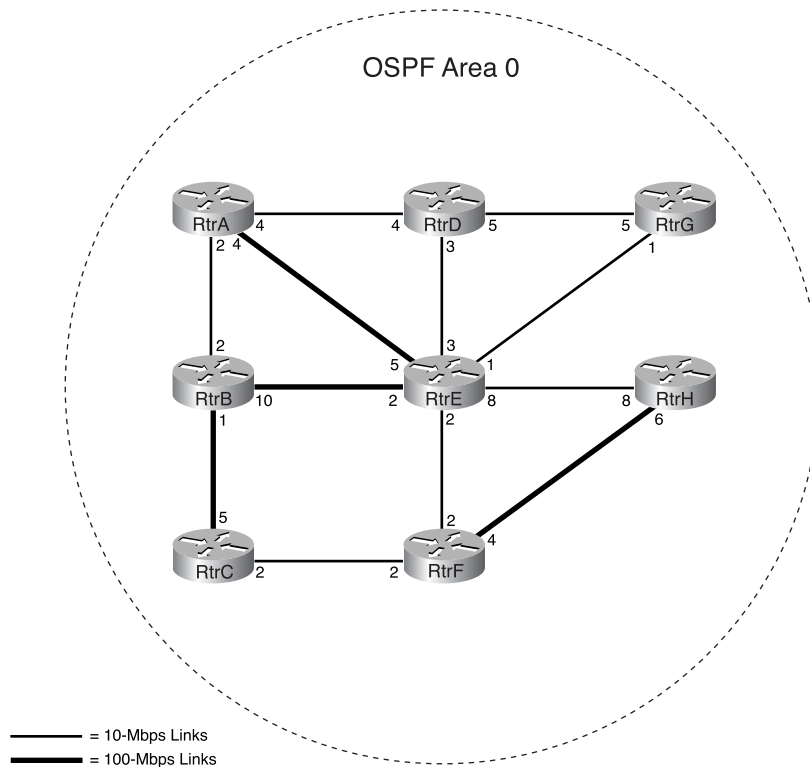 OSPF Area 0
RtrA
4
4
RtrD
5
5
RtrG
2
4
3
1
2
5
3
1
RtrB
10
2
RtrE
8
8
RtrH
1
2
6
5
2
4
RtrC
2
2
RtrF
= 10-Mbps Links
= 100-Mbps Links